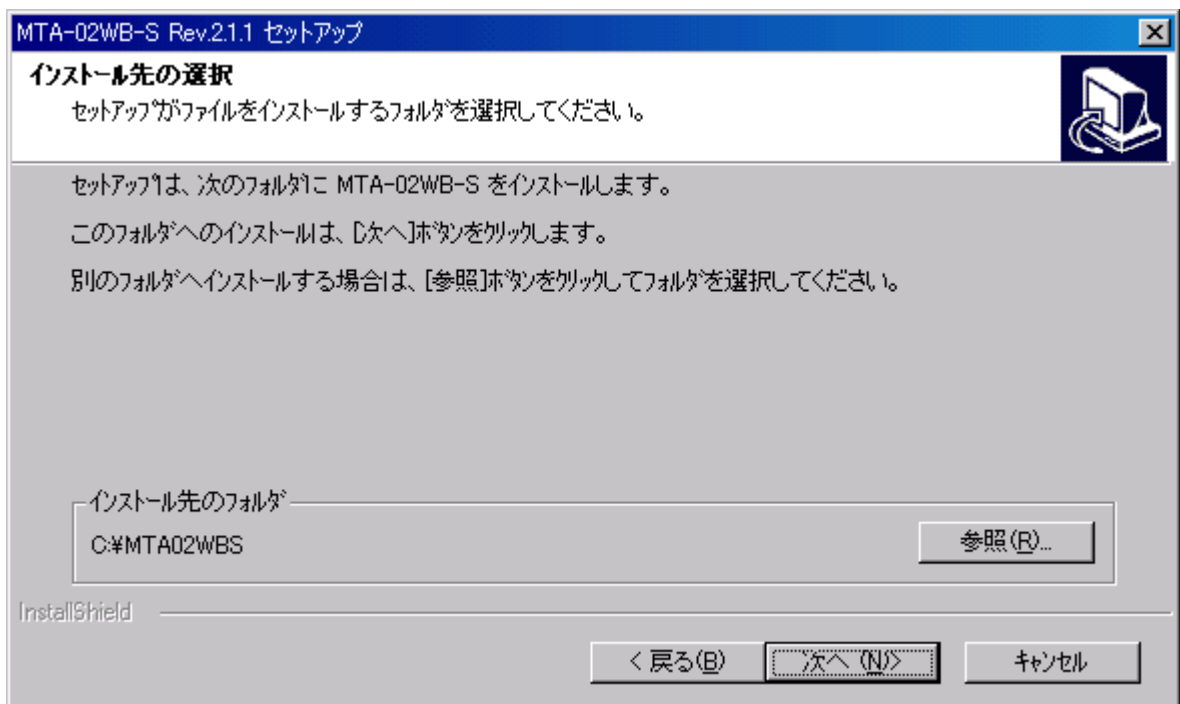 MTA-02WB-S Rev.2.1.1 セットアップ
インストール先の選択
セットアップがファイルをインストールするフォルダを選択してください。
セットアップは、次のフォルダに MTA-02WB-S をインストールします。
このフォルダへのインストールは、[次へ]ボタンをクリックします。
別のフォルダへインストールする場合は、[参照]ボタンをクリックしてフォルダを選択してください。
インストール先のフォルダ
C:¥MTA02WBS
参照(R)...
InstallShield
< 戻る(B)
次へ (N)>
キャンセル